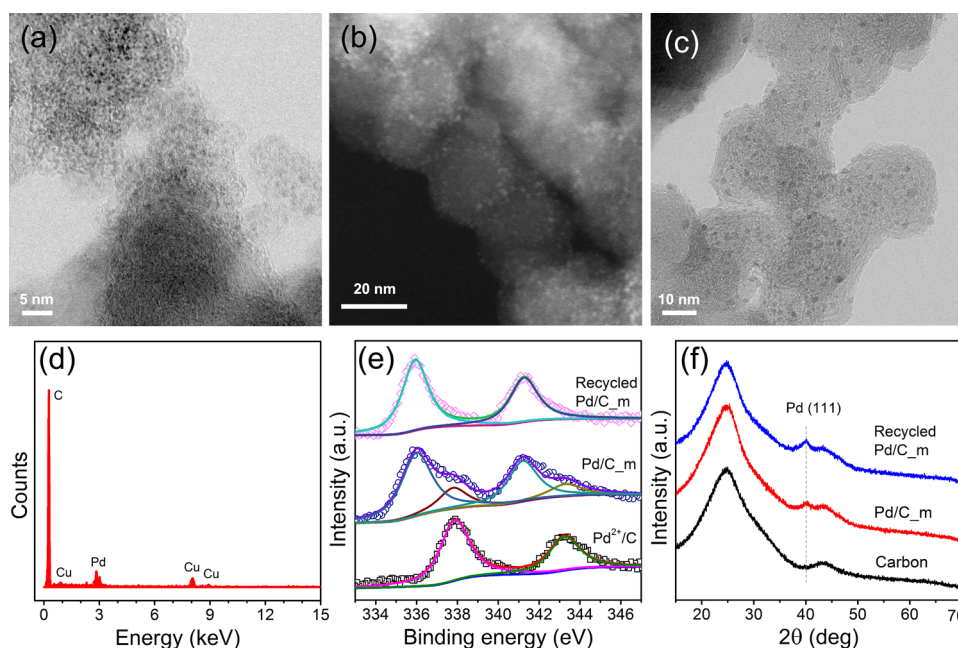 (a)
5 nm
(b)
20 nm
(c)
10 nm
(d)
C
Cu
Pd
Cu
Cu
Counts
0 3 6 9 12 15
Energy (keV)
(e)
Recycled
Pd/C_m
Pd/C_m
Pd²⁺/C
Intensity (a.u.)
334 336 338 340 342 344 346
Binding energy (eV)
(f)
Pd (111)
Recycled
Pd/C_m
Pd/C_m
Carbon
Intensity (a.u.)
20 30 40 50 60 70
2θ (deg)